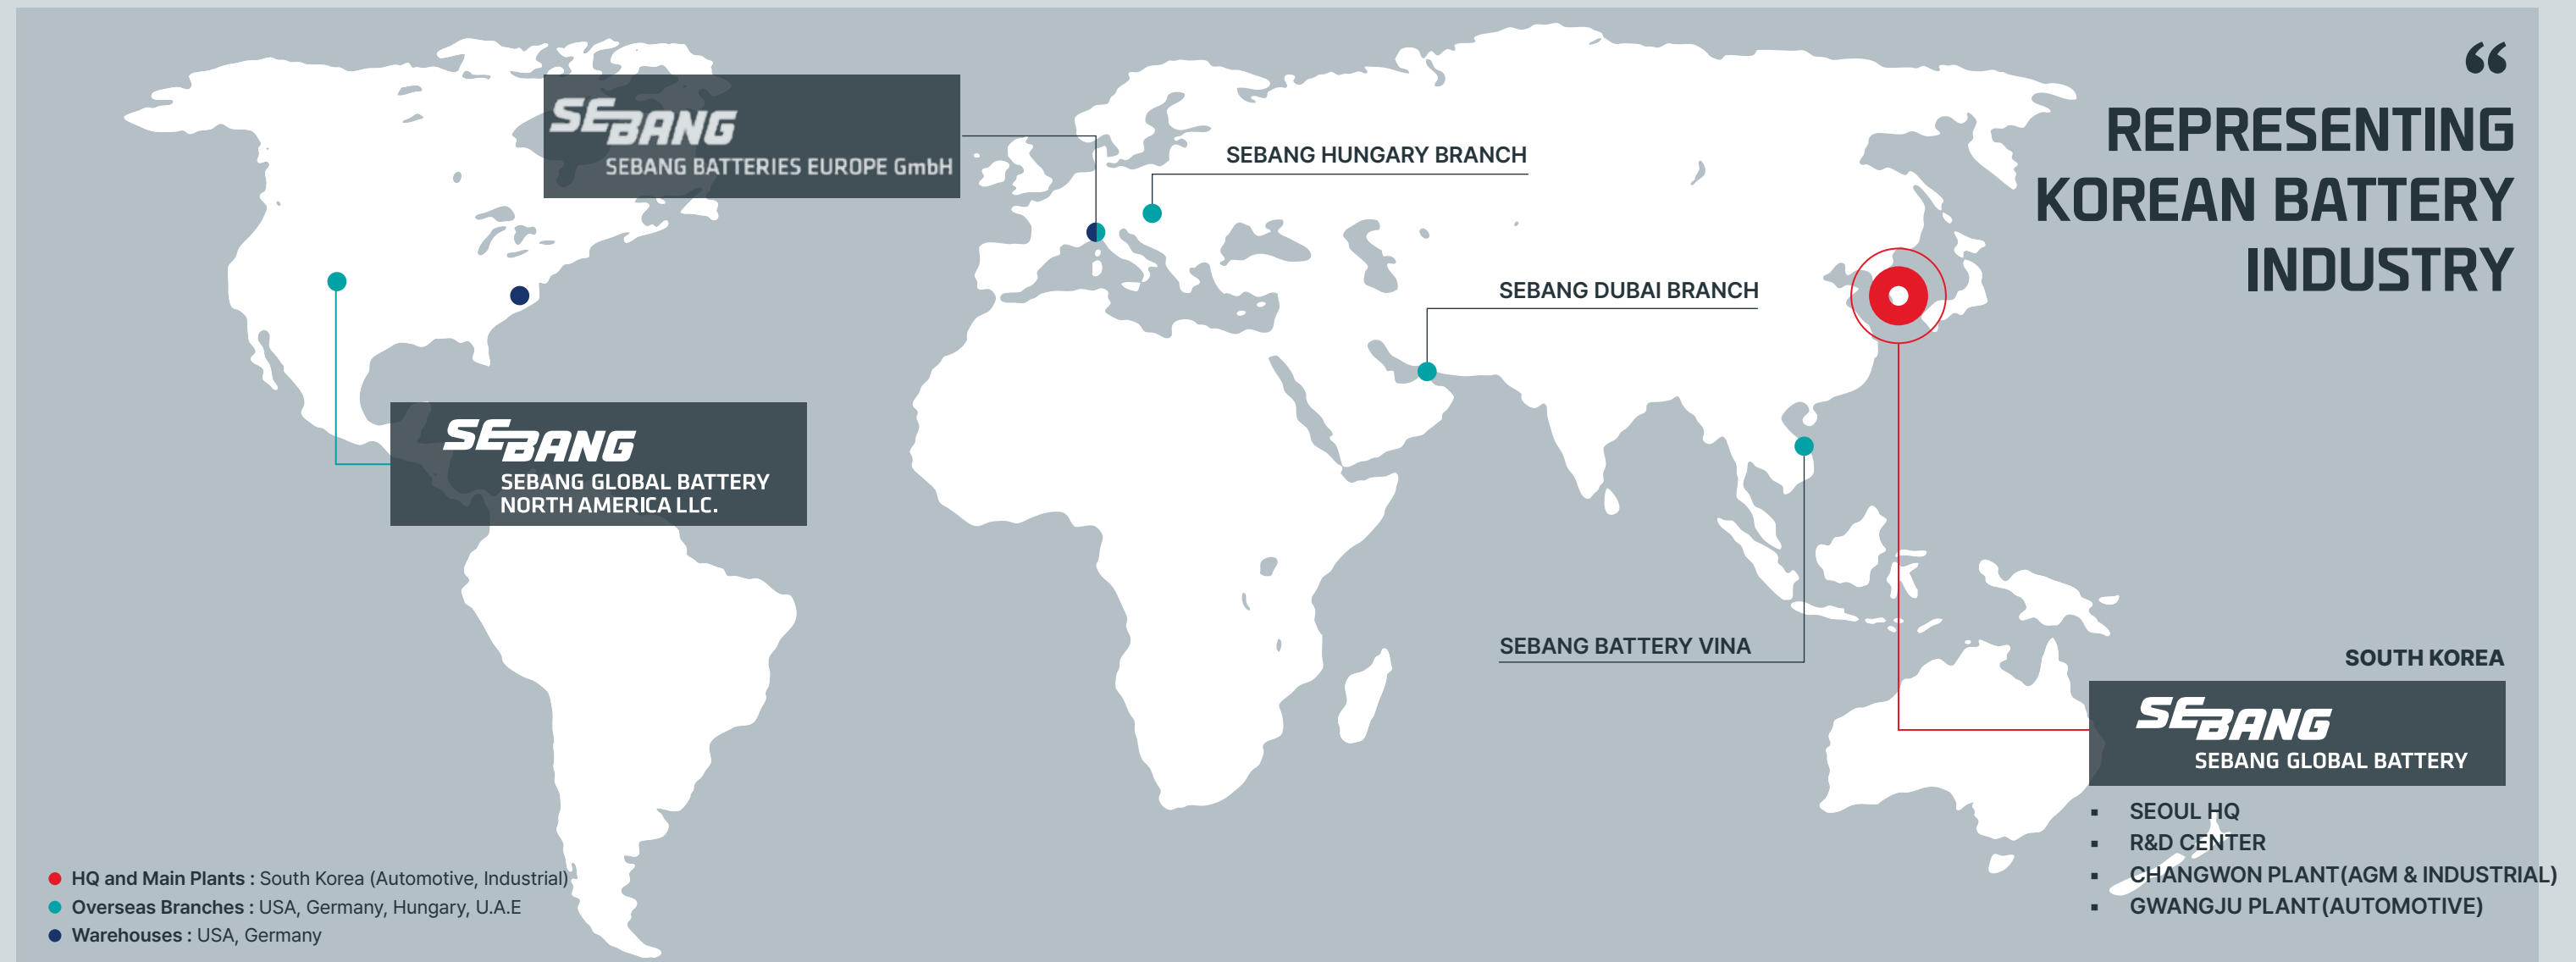 “
REPRESENTING
KOREAN BATTERY
INDUSTRY
SEBANG
SEBANG BATTERIES EUROPE GmbH
SEBANG HUNGARY BRANCH
SEBANG DUBAI BRANCH
SEBANG
SEBANG GLOBAL BATTERY
NORTH AMERICA LLC.
SEBANG BATTERY VINA
SOUTH KOREA
SEBANG
SEBANG GLOBAL BATTERY
▪ SEOUL HQ
▪ R&D CENTER
▪ CHANGWON PLANT(AGM & INDUSTRIAL)
▪ GWANGJU PLANT(AUTOMOTIVE)
HQ and Main Plants : South Korea (Automotive, Industrial)
Overseas Branches : USA, Germany, Hungary, U.A.E
Warehouses : USA, Germany